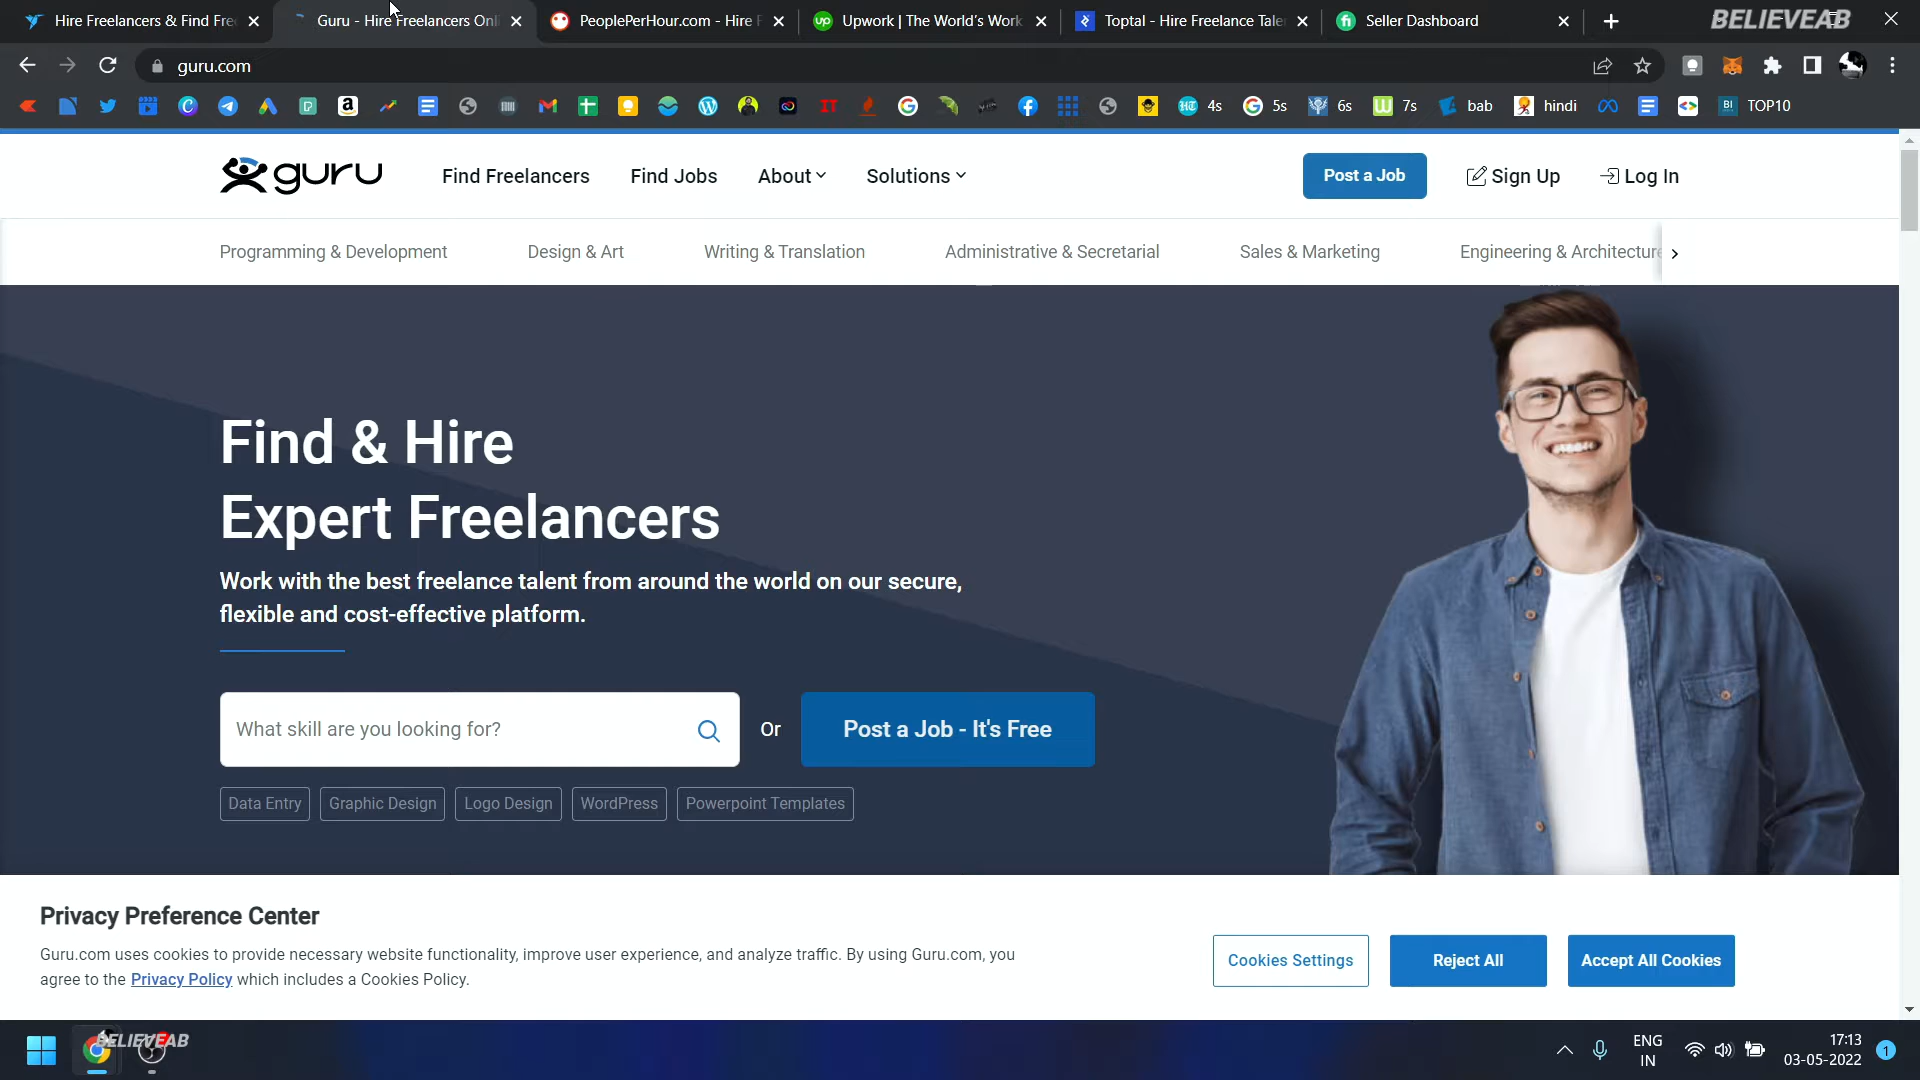 Hire Freelancers & Find Fre
Guru - Hire Freelancers Onli
PeoplePerHour.com - Hire F
Upwork | The World's Work
Toptal - Hire Freelance Tale
Seller Dashboard
BELIEVEAB
guru.com
4s
5s
6s
7s
bab
hindi
TOP10
guru
Find Freelancers
Find Jobs
About
Solutions
Post a Job
Sign Up
Log In
Programming & Development
Design & Art
Writing & Translation
Administrative & Secretarial
Sales & Marketing
Engineering & Architecture
Find & Hire
Expert Freelancers
Work with the best freelance talent from around the world on our secure,
flexible and cost-effective platform.
What skill are you looking for?
Or
Post a Job - It's Free
Data Entry
Graphic Design
Logo Design
WordPress
Powerpoint Templates
Privacy Preference Center
Guru.com uses cookies to provide necessary website functionality, improve user experience, and analyze traffic. By using Guru.com, you
agree to the Privacy Policy which includes a Cookies Policy.
Cookies Settings
Reject All
Accept All Cookies
BELIEVEAB
ENG
IN
17:13
03-05-2022
1